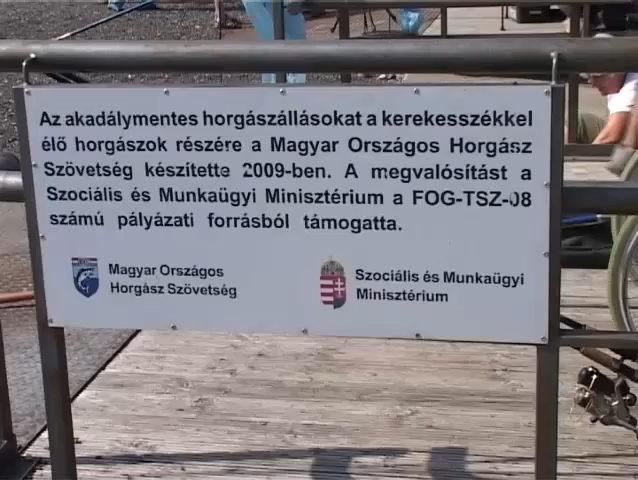 Az akadálymentes horgászállásokat a kerekesszékkel
élő horgászok részére a Magyar Országos Horgász
Szövetség készítette 2009-ben. A megvalósítást a
Szociális és Munkaügyi Minisztérium a FOG-TSZ-08
számú pályázati forrásból támogatta.
Magyar Országos
Horgász Szövetség
Szociális és Munkaügyi
Minisztérium